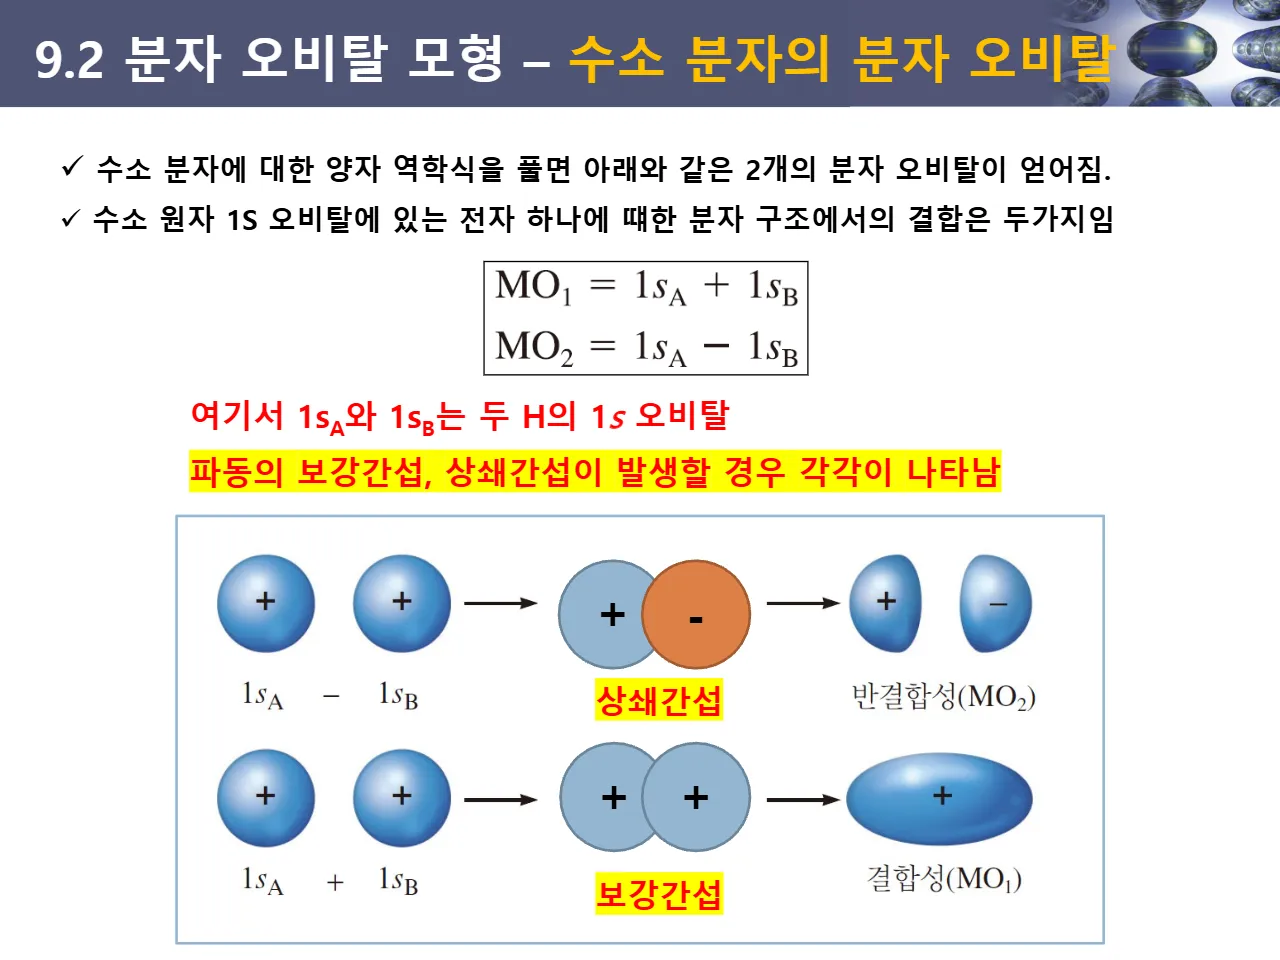 9.2 분자 오비탈 모형 – 수소 분자의 분자 오비탈
✓ 수소 분자에 대한 양자 역학식을 풀면 아래와 같은 2개의 분자 오비탈이 얻어짐.
✓ 수소 원자 1S 오비탈에 있는 전자 하나에 떄한 분자 구조에서의 결합은 두가지임
MO₁ = 1sA + 1sB
MO₂ = 1sA − 1sB
여기서 1sA와 1sB는 두 H의 1s 오비탈
파동의 보강간섭, 상쇄간섭이 발생할 경우 각각이 나타남
+ + + - + −
1sA − 1sB
상쇄간섭
반결합성(MO₂)
+ + + + +
1sA + 1sB
보강간섭
결합성(MO₁)